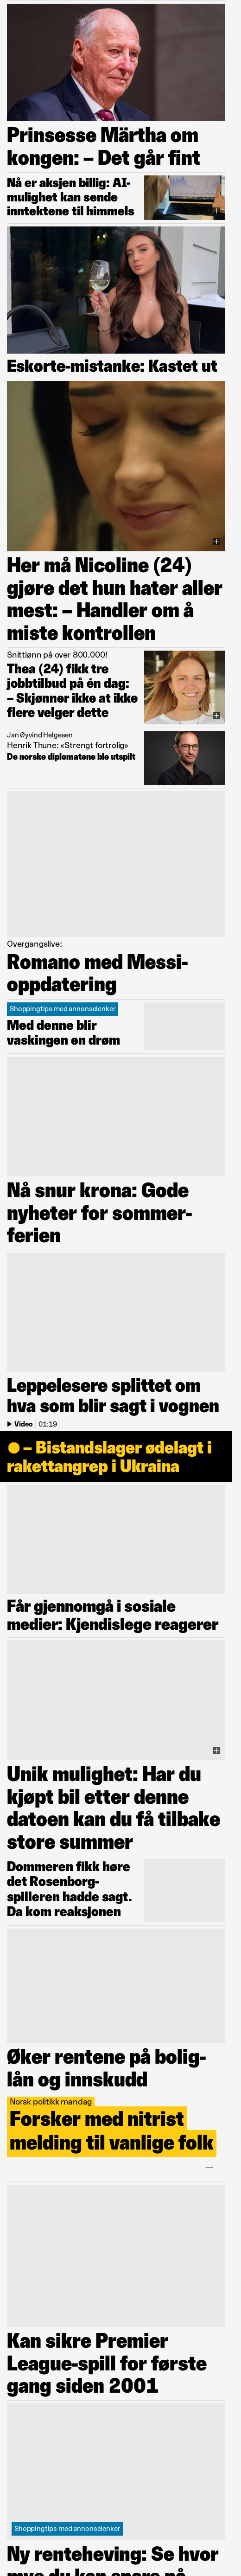 Prinsesse Märtha om
kongen: – Det går fint
Nå er aksjen billig: AI-
mulighet kan sende
inntektene til himmels
Eskorte-mistanke: Kastet ut
Her må Nicoline (24)
gjøre det hun hater aller
mest: – Handler om å
miste kontrollen
Snittlønn på over 800.000!
Thea (24) fikk tre
jobbtilbud på én dag:
– Skjønner ikke at ikke
flere velger dette
Jan Øyvind Helgesen
Henrik Thune: «Strengt fortrolig»
De norske diplomatene ble utspilt
Overgangslive:
Romano med Messi-
oppdatering
Shoppingtips med annonselenker
Med denne blir
vaskingen en drøm
Nå snur krona: Gode
nyheter for sommer-
ferien
Leppelesere splittet om
hva som blir sagt i vognen
Video | 01:19
– Bistandslager ødelagt i
rakettangrep i Ukraina
Får gjennomgå i sosiale
medier: Kjendislege reagerer
Unik mulighet: Har du
kjøpt bil etter denne
datoen kan du få tilbake
store summer
Dommeren fikk høre
det Rosenborg-
spilleren hadde sagt.
Da kom reaksjonen
Øker rentene på bolig-
lån og innskudd
Norsk politikk mandag
Forsker med nitrist
melding til vanlige folk
Kan sikre Premier
League-spill for første
gang siden 2001
Shoppingtips med annonselenker
Ny renteheving: Se hvor
mye du kan spare på